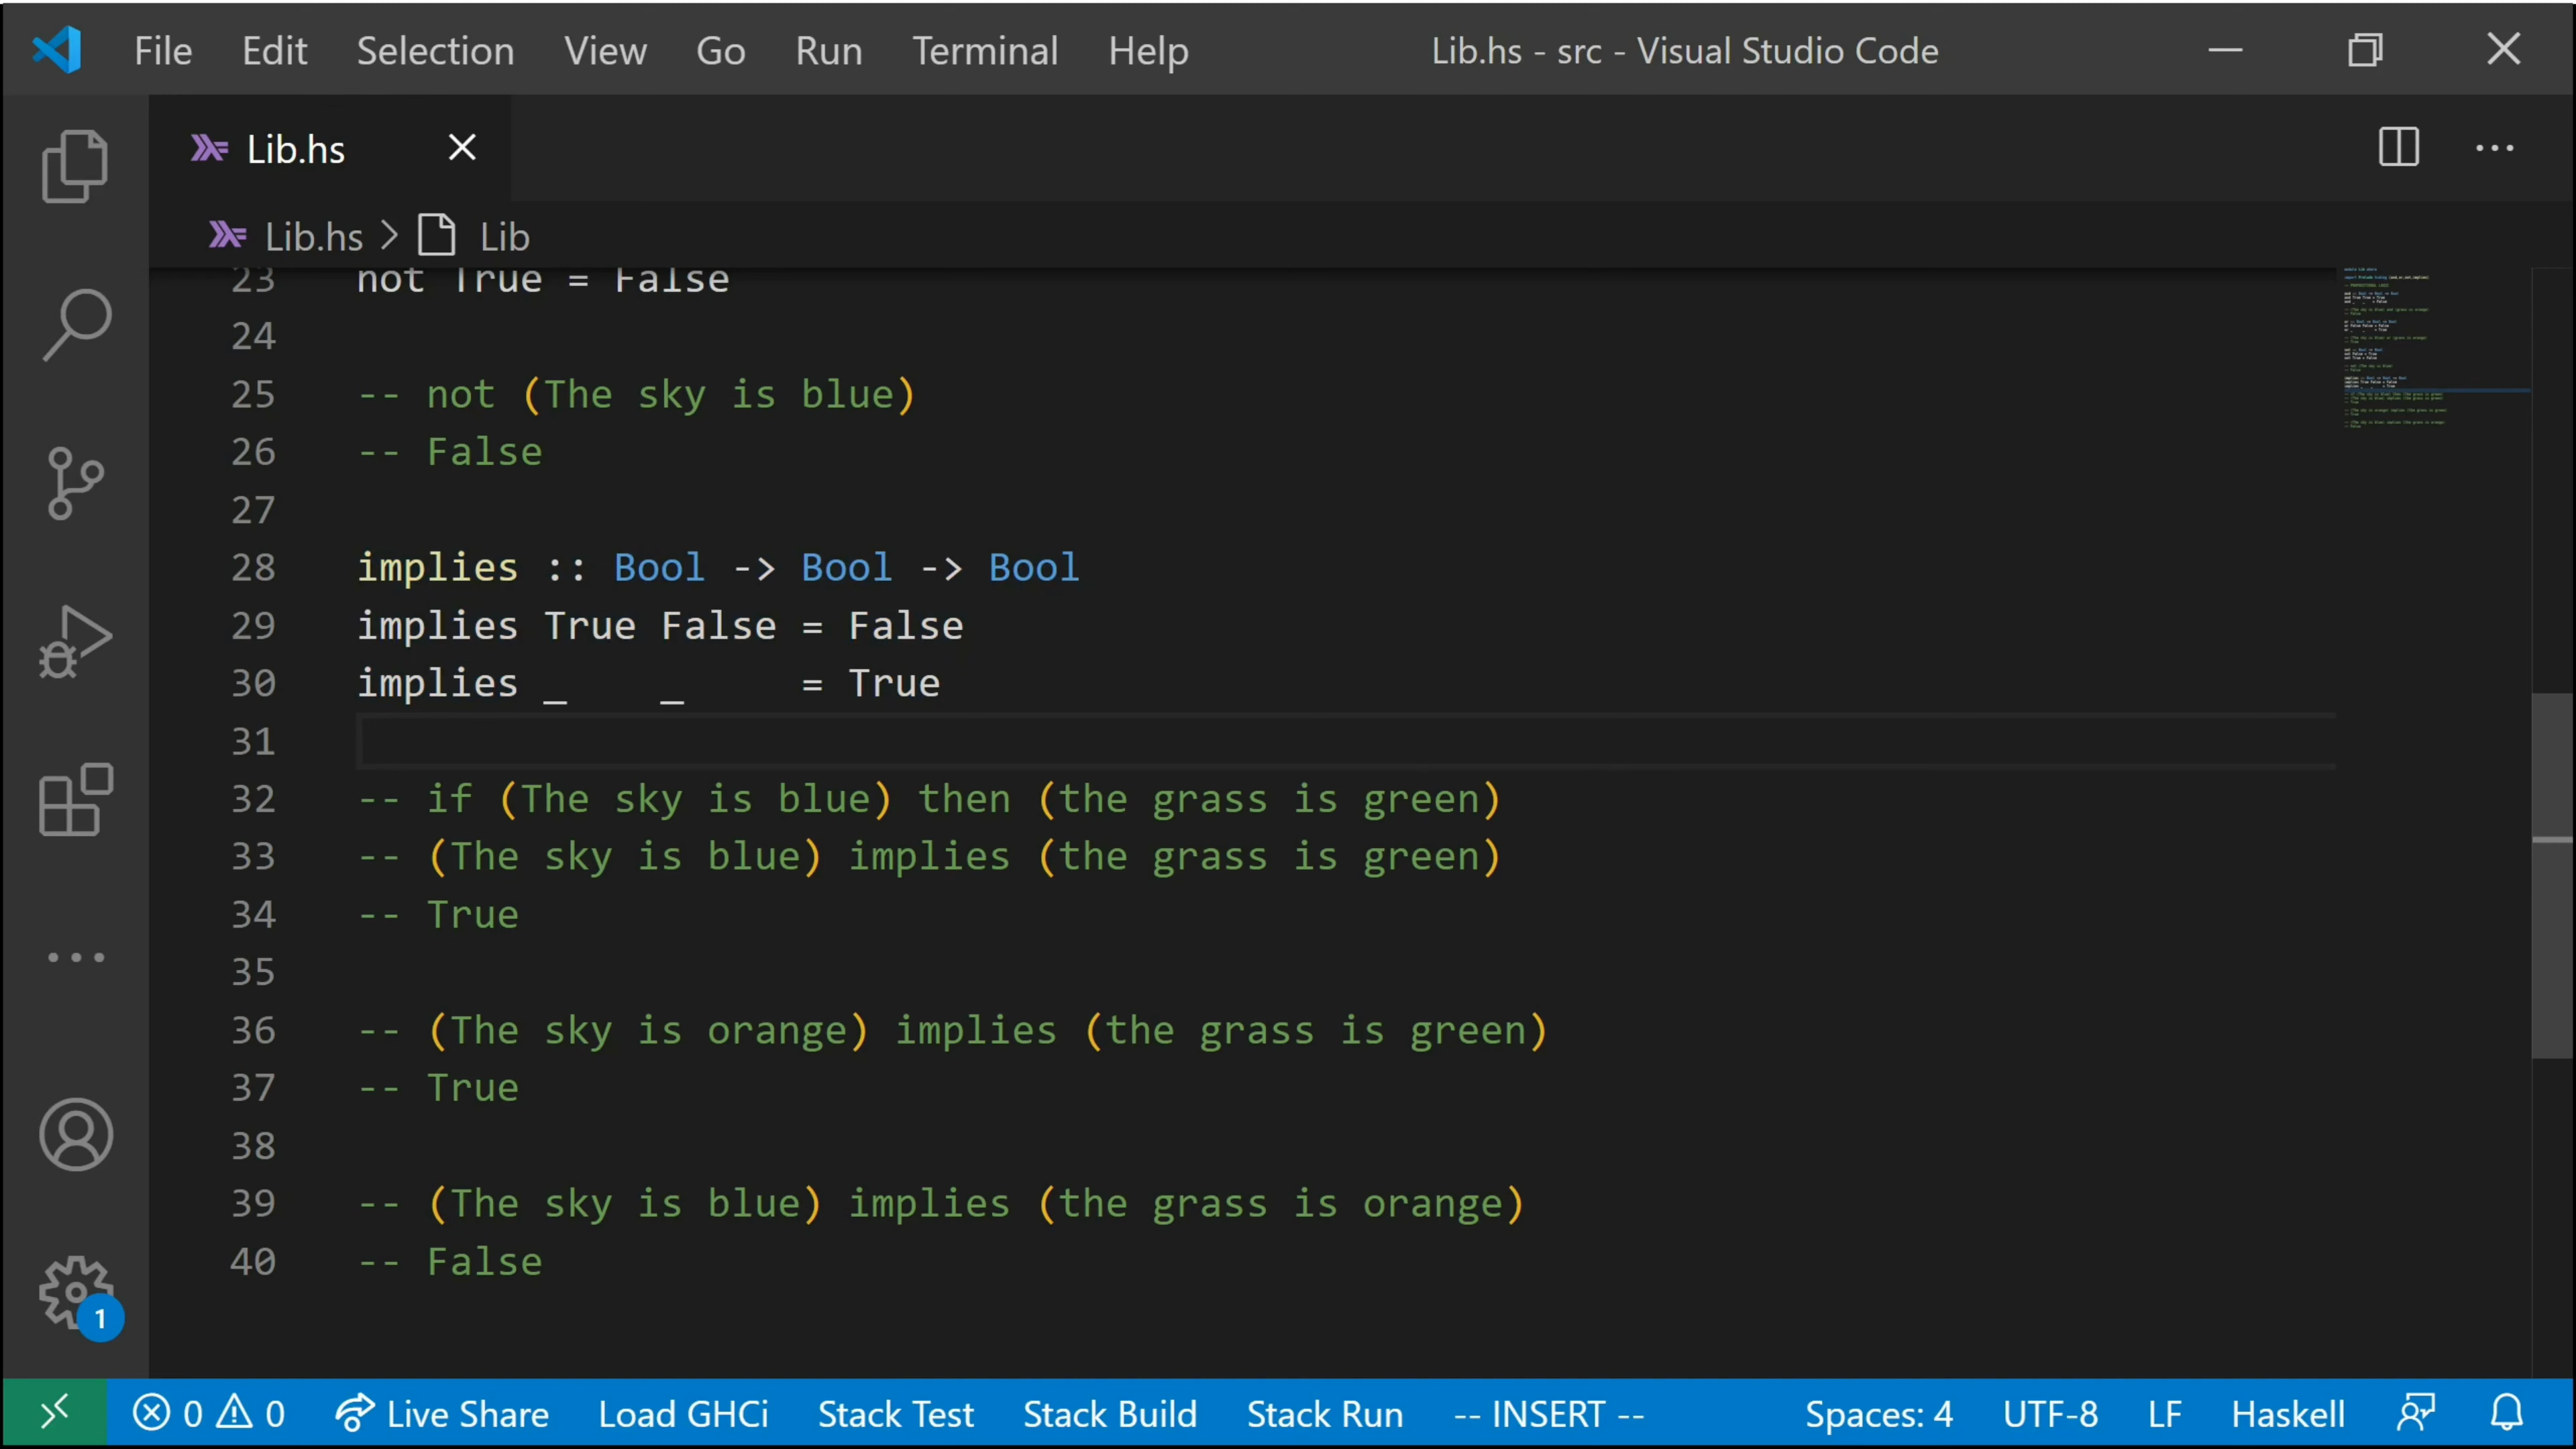 File Edit Selection View Go Run Terminal Help Lib.hs - src - Visual Studio Code
Lib.hs
Lib.hs > Lib
23 not True = False
24
25 -- not (The sky is blue)
26 -- False
27
28 implies :: Bool -> Bool -> Bool
29 implies True False = False
30 implies _    _     = True
31
32 -- if (The sky is blue) then (the grass is green)
33 -- (The sky is blue) implies (the grass is green)
34 -- True
35
36 -- (The sky is orange) implies (the grass is green)
37 -- True
38
39 -- (The sky is blue) implies (the grass is orange)
40 -- False
1
0 0 Live Share Load GHCi Stack Test Stack Build Stack Run -- INSERT -- Spaces: 4 UTF-8 LF Haskell